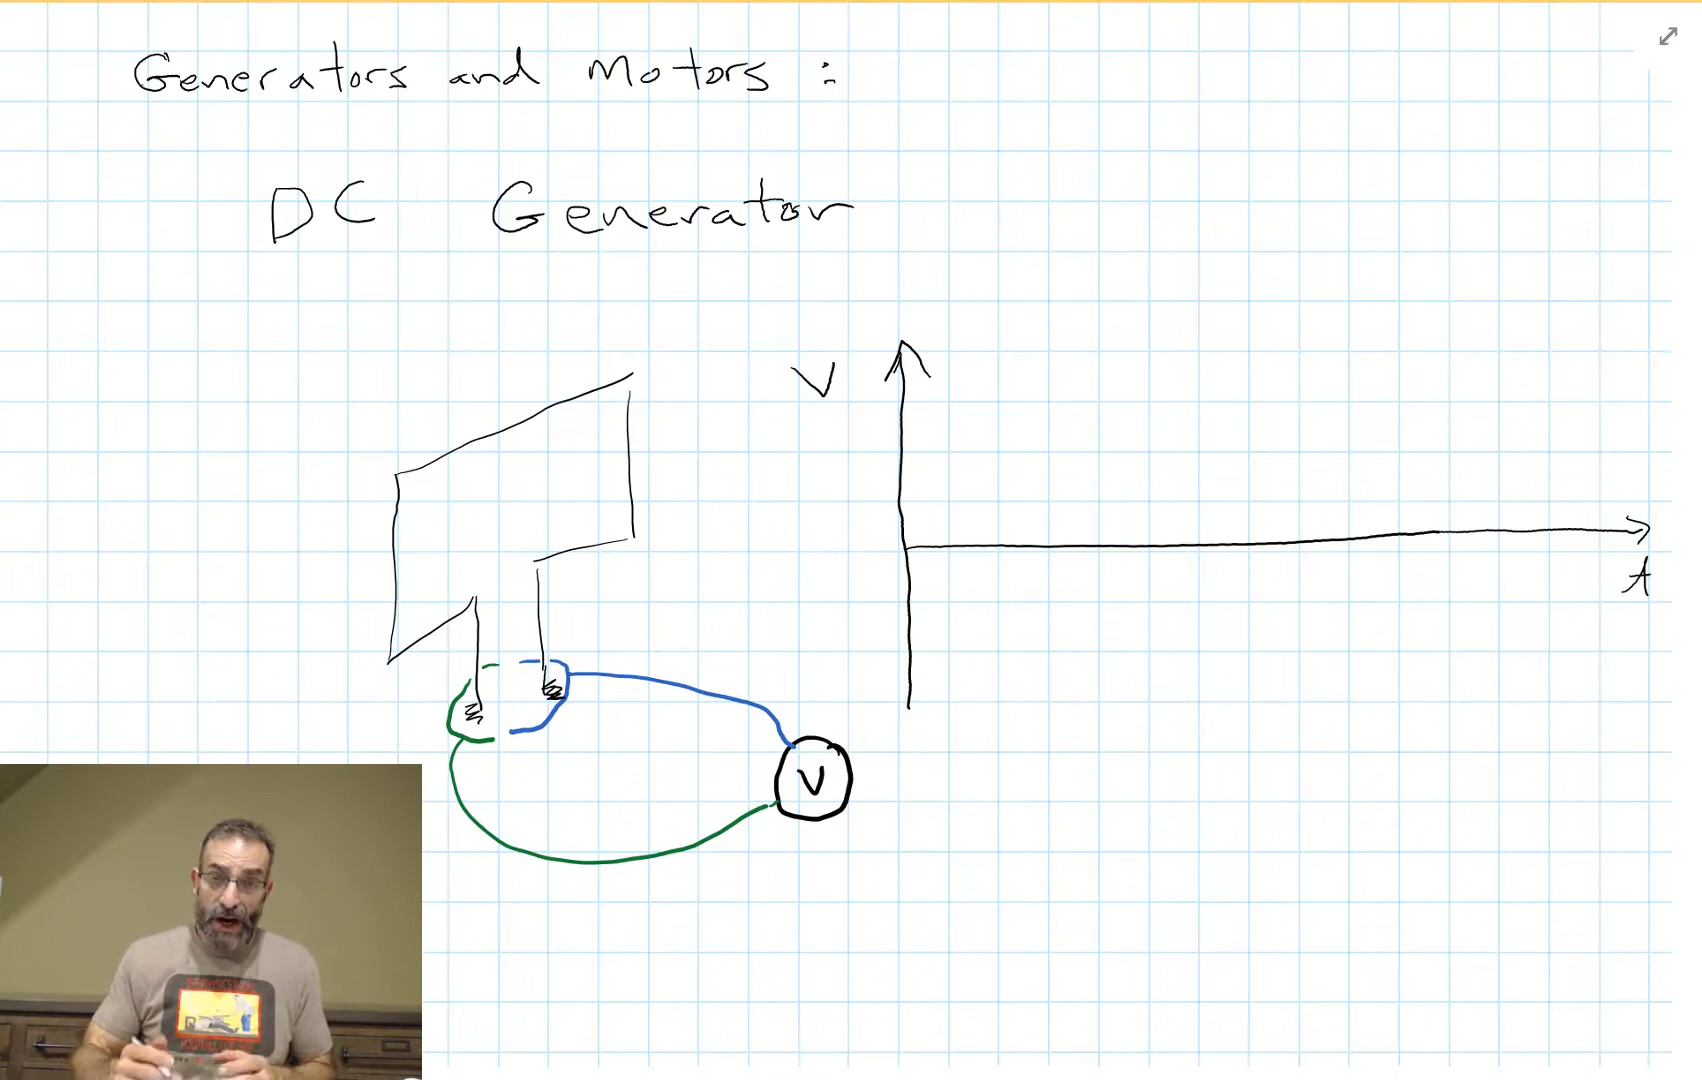 Generators and Motors :
DC Generator
V
t
V